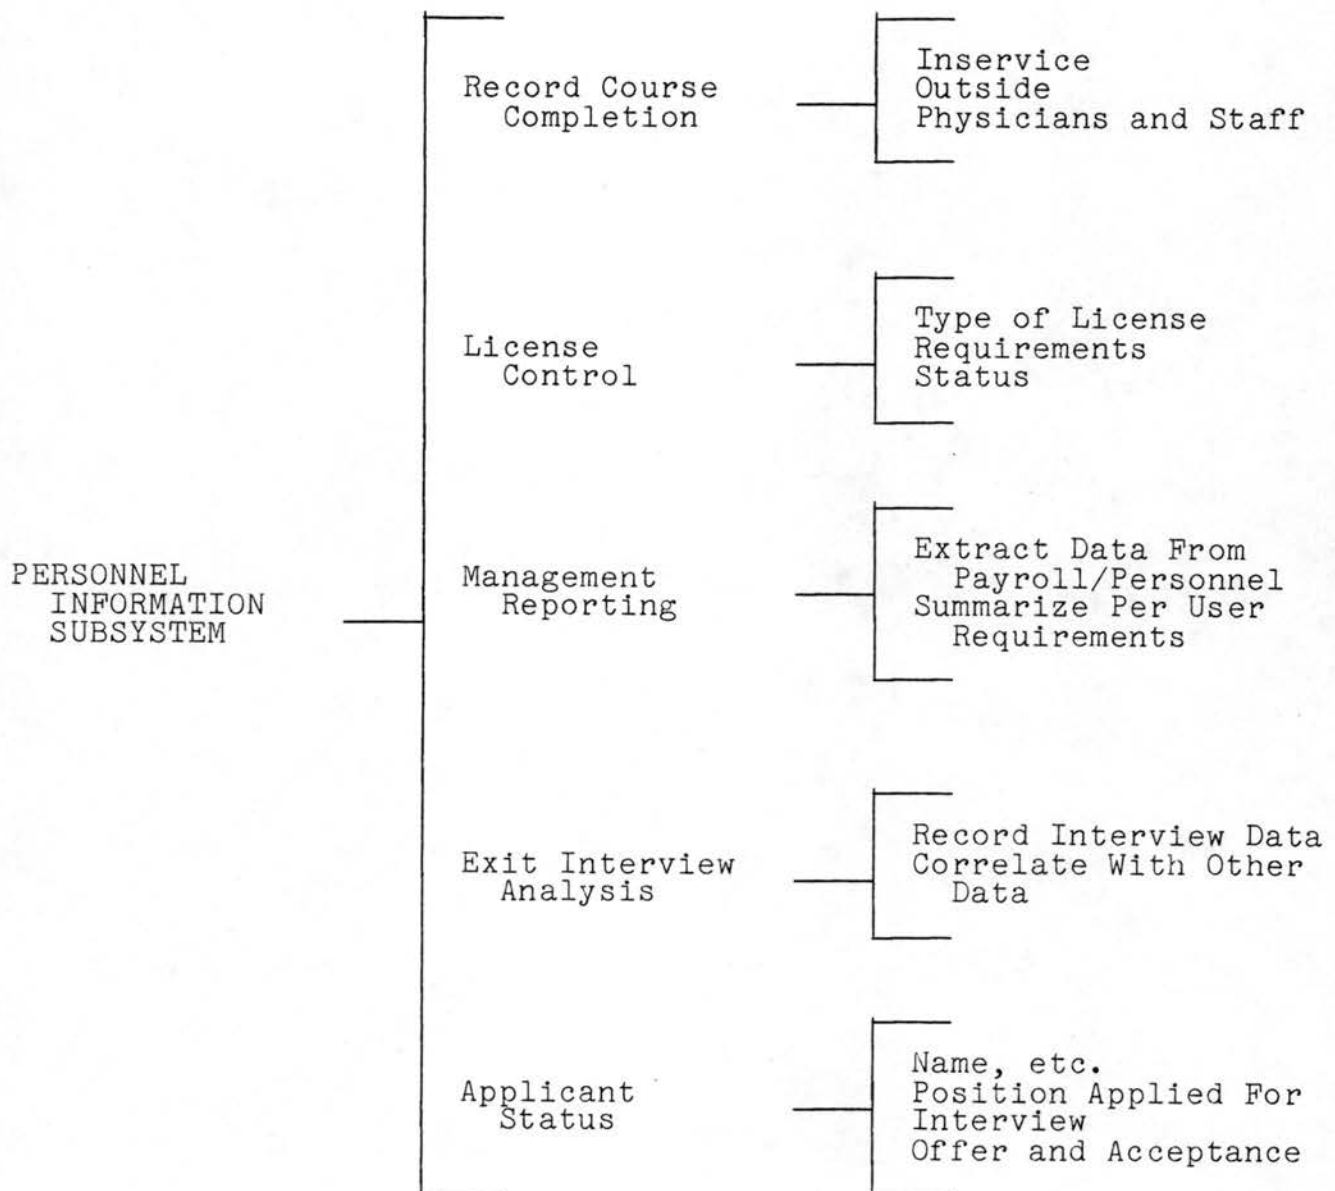 Record Course
Completion
Inservice
Outside
Physicians and Staff
License
Control
Type of License
Requirements
Status
PERSONNEL
INFORMATION
SUBSYSTEM
Management
Reporting
Extract Data From
Payroll/Personnel
Summarize Per User
Requirements
Exit Interview
Analysis
Record Interview Data
Correlate With Other
Data
Applicant
Status
Name, etc.
Position Applied For
Interview
Offer and Acceptance